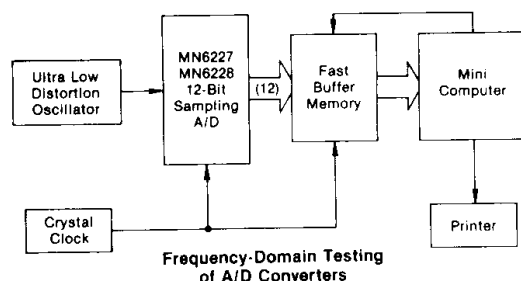 Ultra Low
Distortion
Oscillator
MN6227
MN6228
12-Bit
Sampling
A/D
(12)
Fast
Buffer
Memory
Mini
Computer
Crystal
Clock
Printer
Frequency-Domain Testing
of A/D Converters